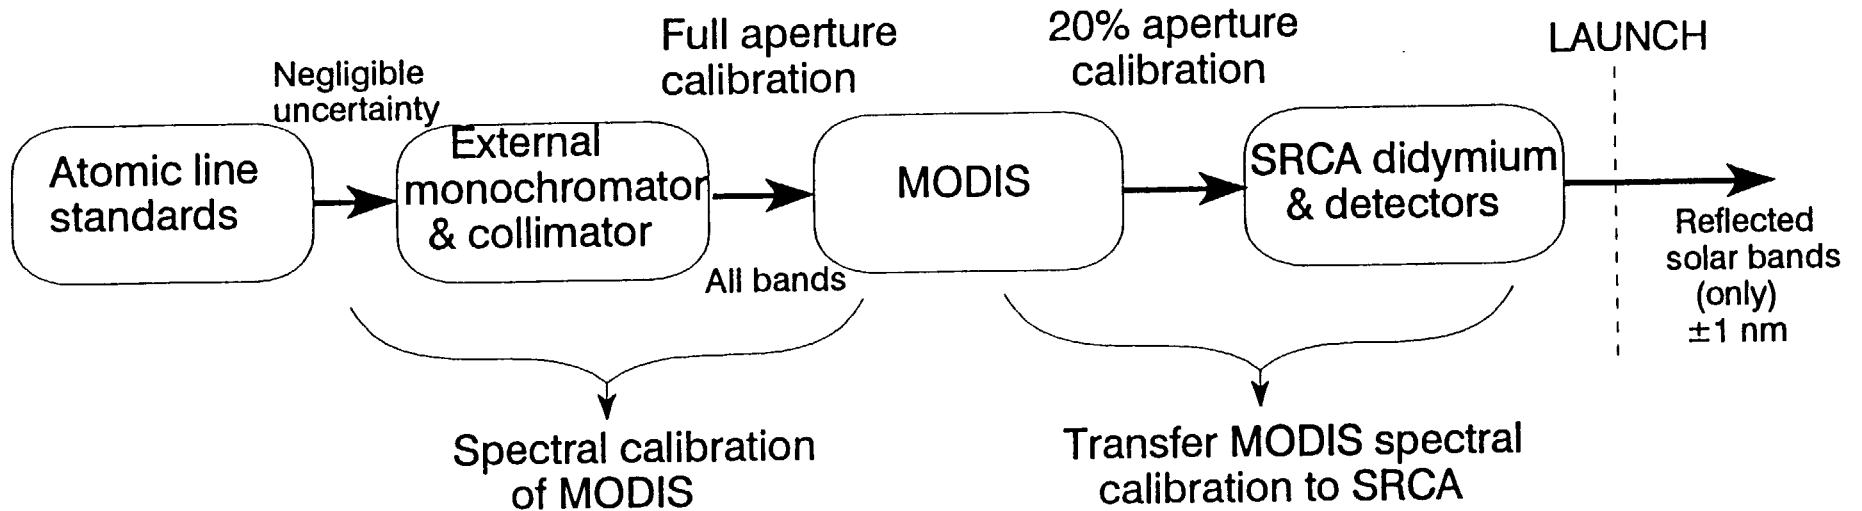 Negligible
uncertainty
Full aperture
calibration
20% aperture
calibration
LAUNCH
Atomic line
standards
External
monochromator
& collimator
All bands
MODIS
SRCA didymium
& detectors
Reflected
solar bands
(only)
±1 nm
Spectral calibration
of MODIS
Transfer MODIS spectral
calibration to SRCA